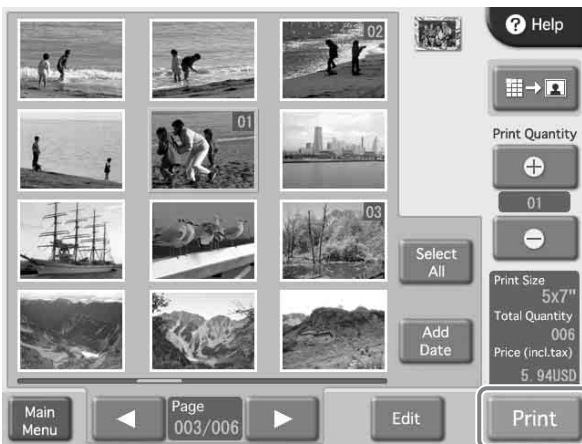 02
? Help
01
Print Quantity
+
01
−
03
Select
All
Print Size
5x7"
Total Quantity
006
Add
Date
Price (incl.tax)
5. 94USD
Main
Menu
Page
003/006
Edit
Print